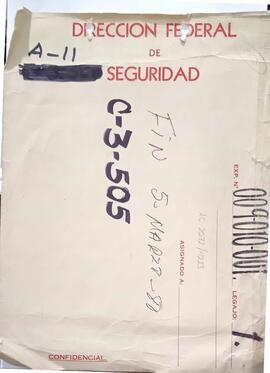 DIRECCION FEDERAL
DE
SEGURIDAD
A-11
C-3-505
FIN 5-MARZO-80
ASIGNADO A:
EXP. Nº
LEGAJO:
1.
CONFIDENCIAL